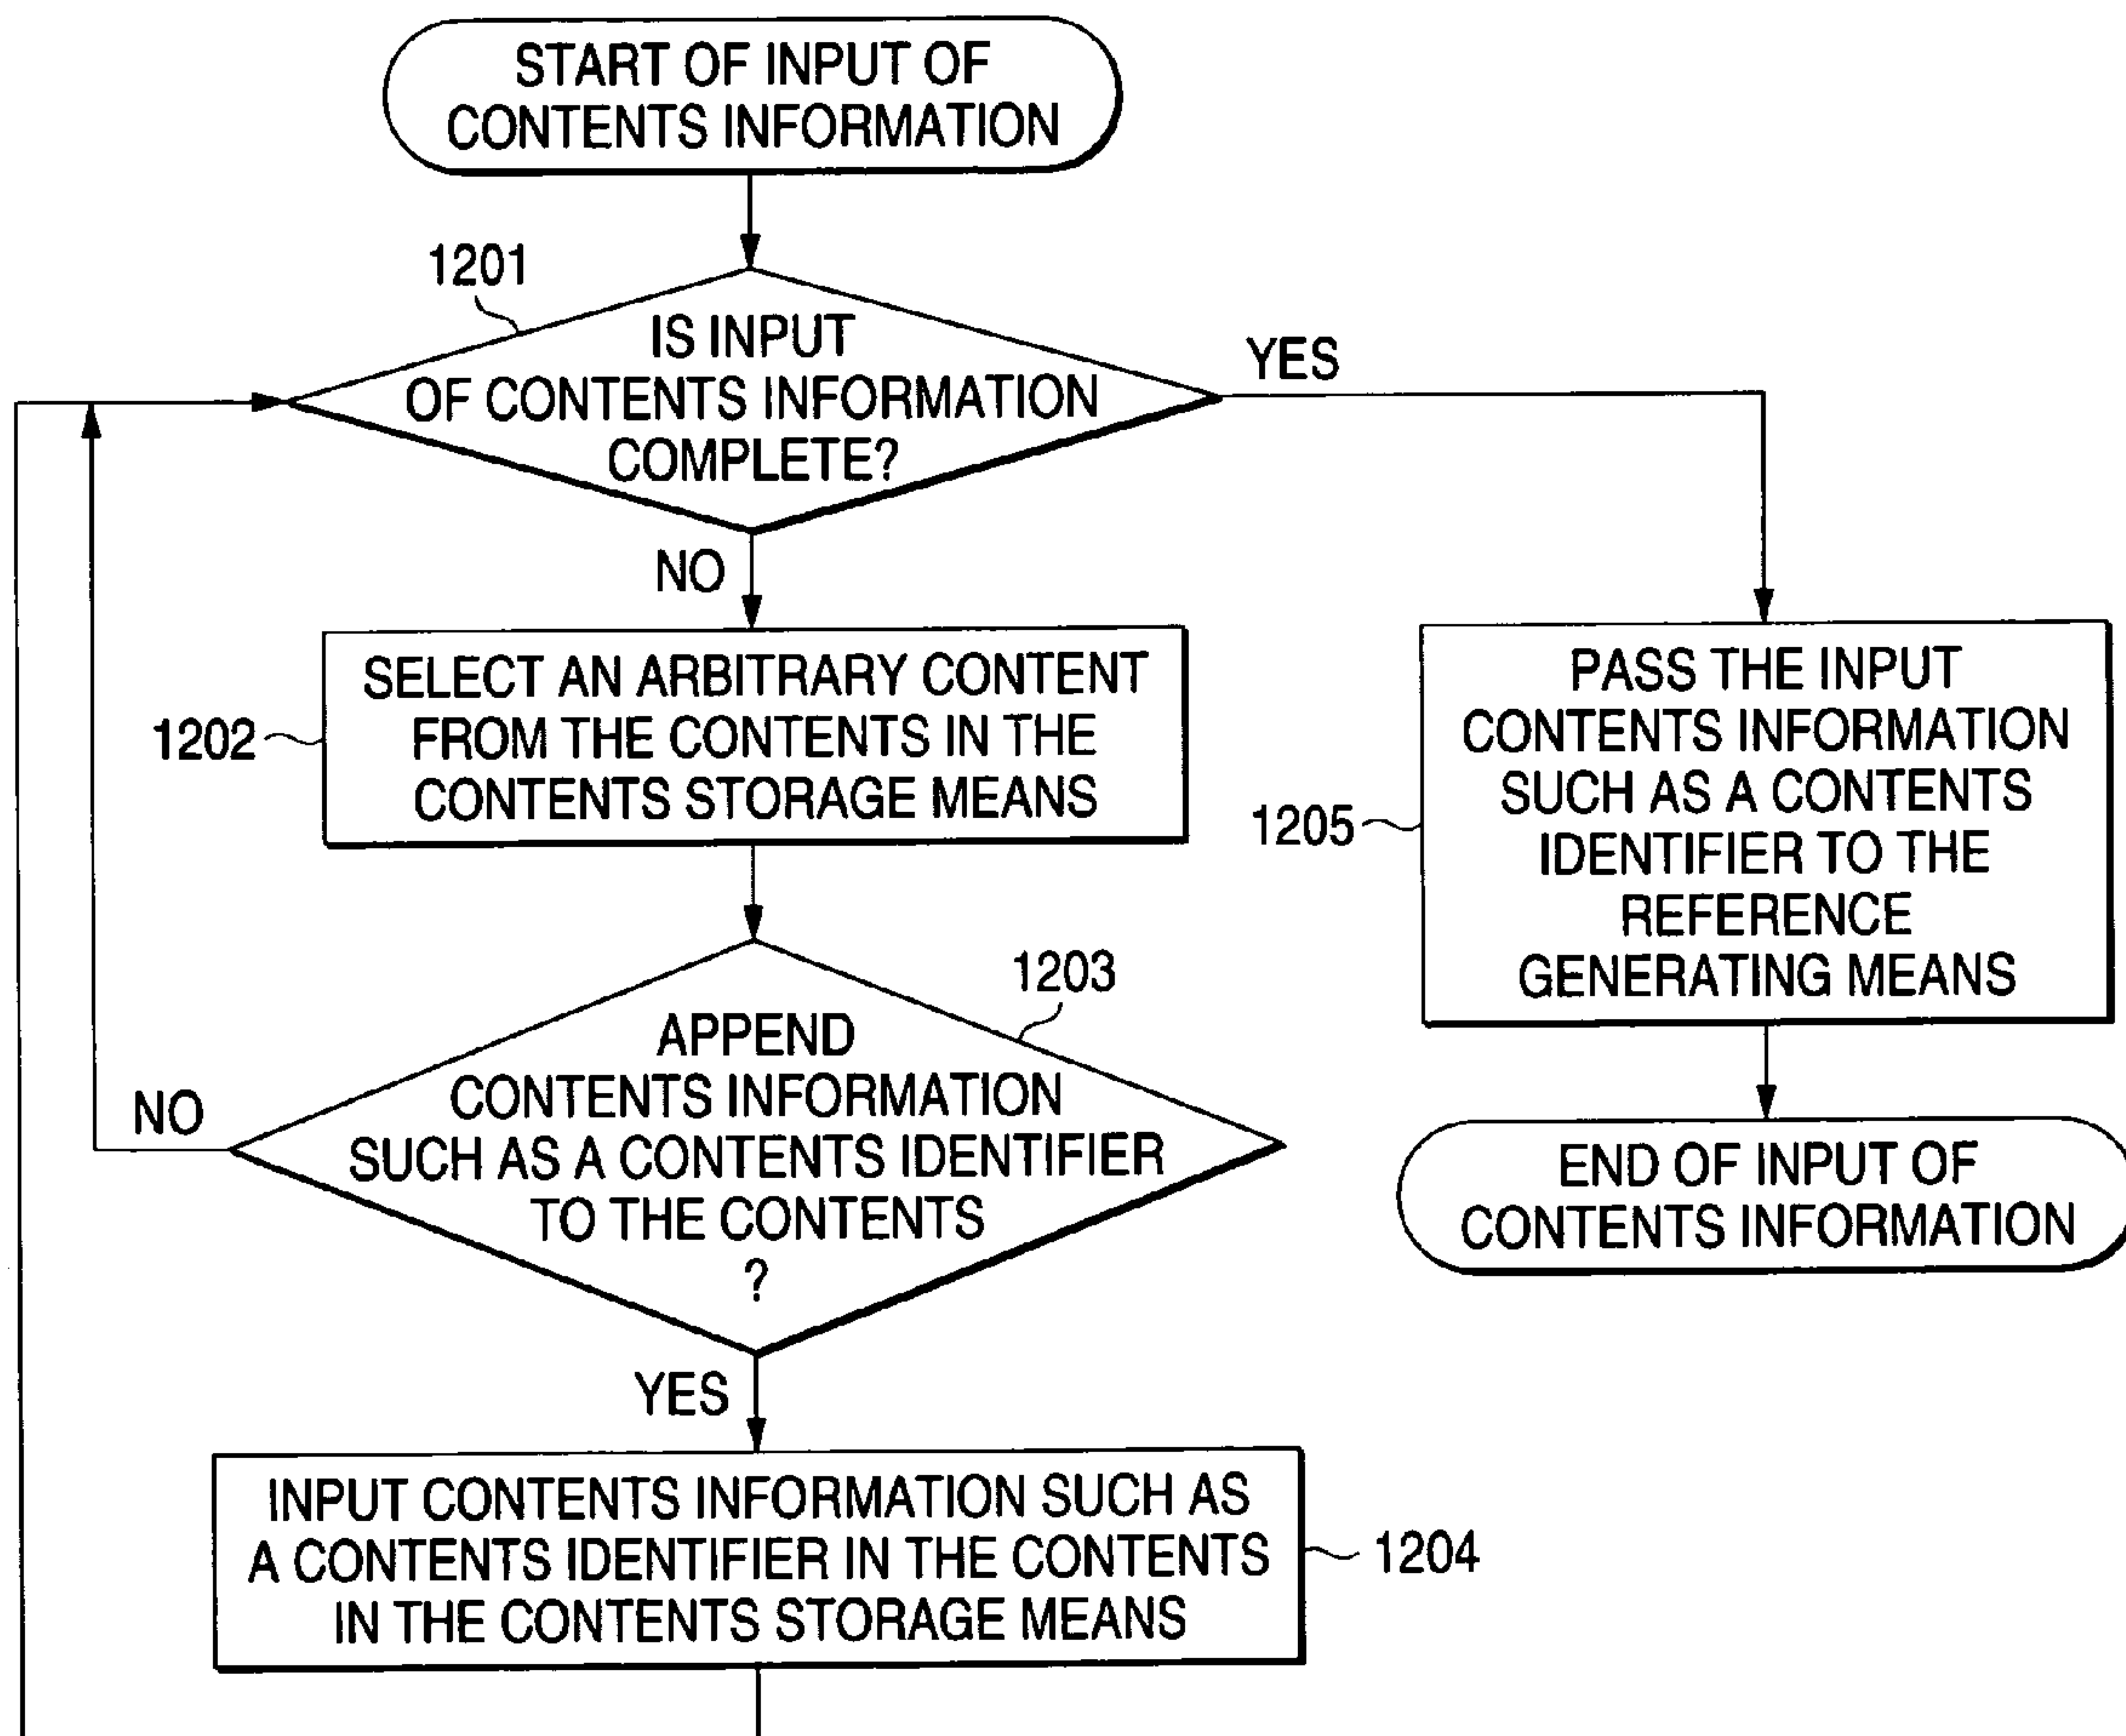 START OF INPUT OF
CONTENTS INFORMATION
1201
IS INPUT
OF CONTENTS INFORMATION
COMPLETE?
YES
NO
SELECT AN ARBITRARY CONTENT
FROM THE CONTENTS IN THE
CONTENTS STORAGE MEANS
1202
PASS THE INPUT
CONTENTS INFORMATION
SUCH AS A CONTENTS
IDENTIFIER TO THE
REFERENCE
GENERATING MEANS
1205
1203
APPEND
CONTENTS INFORMATION
SUCH AS A CONTENTS IDENTIFIER
TO THE CONTENTS
?
NO
YES
END OF INPUT OF
CONTENTS INFORMATION
INPUT CONTENTS INFORMATION SUCH AS
A CONTENTS IDENTIFIER IN THE CONTENTS
IN THE CONTENTS STORAGE MEANS
1204